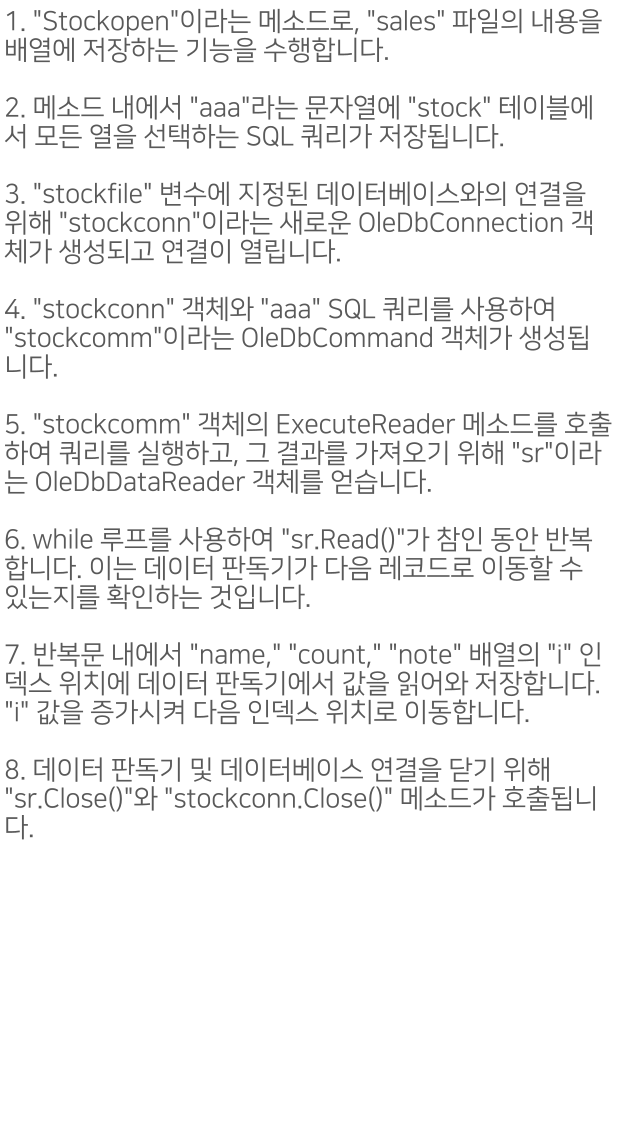 1. "Stockopen"이라는 메소드로, "sales" 파일의 내용을
배열에 저장하는 기능을 수행합니다.
2. 메소드 내에서 "aaa"라는 문자열에 "stock" 테이블에
서 모든 열을 선택하는 SQL 쿼리가 저장됩니다.
3. "stockfile" 변수에 지정된 데이터베이스와의 연결을
위해 "stockconn"이라는 새로운 OleDbConnection 객
체가 생성되고 연결이 열립니다.
4. "stockconn" 객체와 "aaa" SQL 쿼리를 사용하여
"stockcomm"이라는 OleDbCommand 객체가 생성됩
니다.
5. "stockcomm" 객체의 ExecuteReader 메소드를 호출
하여 쿼리를 실행하고, 그 결과를 가져오기 위해 "sr"이라
는 OleDbDataReader 객체를 얻습니다.
6. while 루프를 사용하여 "sr.Read()"가 참인 동안 반복
합니다. 이는 데이터 판독기가 다음 레코드로 이동할 수
있는지를 확인하는 것입니다.
7. 반복문 내에서 "name," "count," "note" 배열의 "i" 인
덱스 위치에 데이터 판독기에서 값을 읽어와 저장합니다.
"i" 값을 증가시켜 다음 인덱스 위치로 이동합니다.
8. 데이터 판독기 및 데이터베이스 연결을 닫기 위해
"sr.Close()"와 "stockconn.Close()" 메소드가 호출됩니
다.